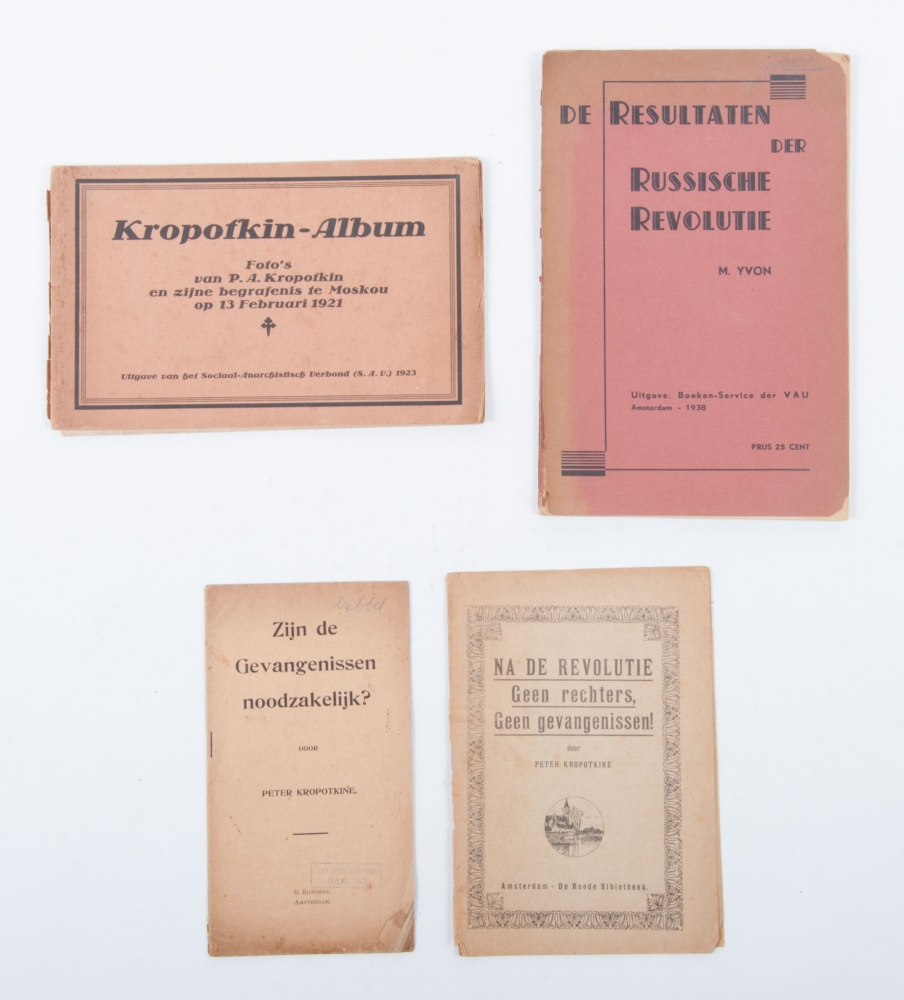 Kropotkin-Album
Foto's
van P. A. Kropotkin
en zijne begrafenis te Moskou
op 13 Februari 1921
Uitgave van het Sociaal-Anarchistisch Verbond (S. A. V.) 1923
DE RESULTATEN
DER
RUSSISCHE
REVOLUTIE
M. YVON
Uitgave: Boeken-Service der VAU
Amsterdam - 1938
PRIJS 25 CENT
Zijn de
Gevangenissen
noodzakelijk?
DOOR
PETER KROPOTKINE.
G. 
AMSTERDAM.
NA DE REVOLUTIE
Geen rechters,
Geen gevangenissen!
door
PETER KROPOTKINE
Amsterdam - De Roode Bibliotheek.